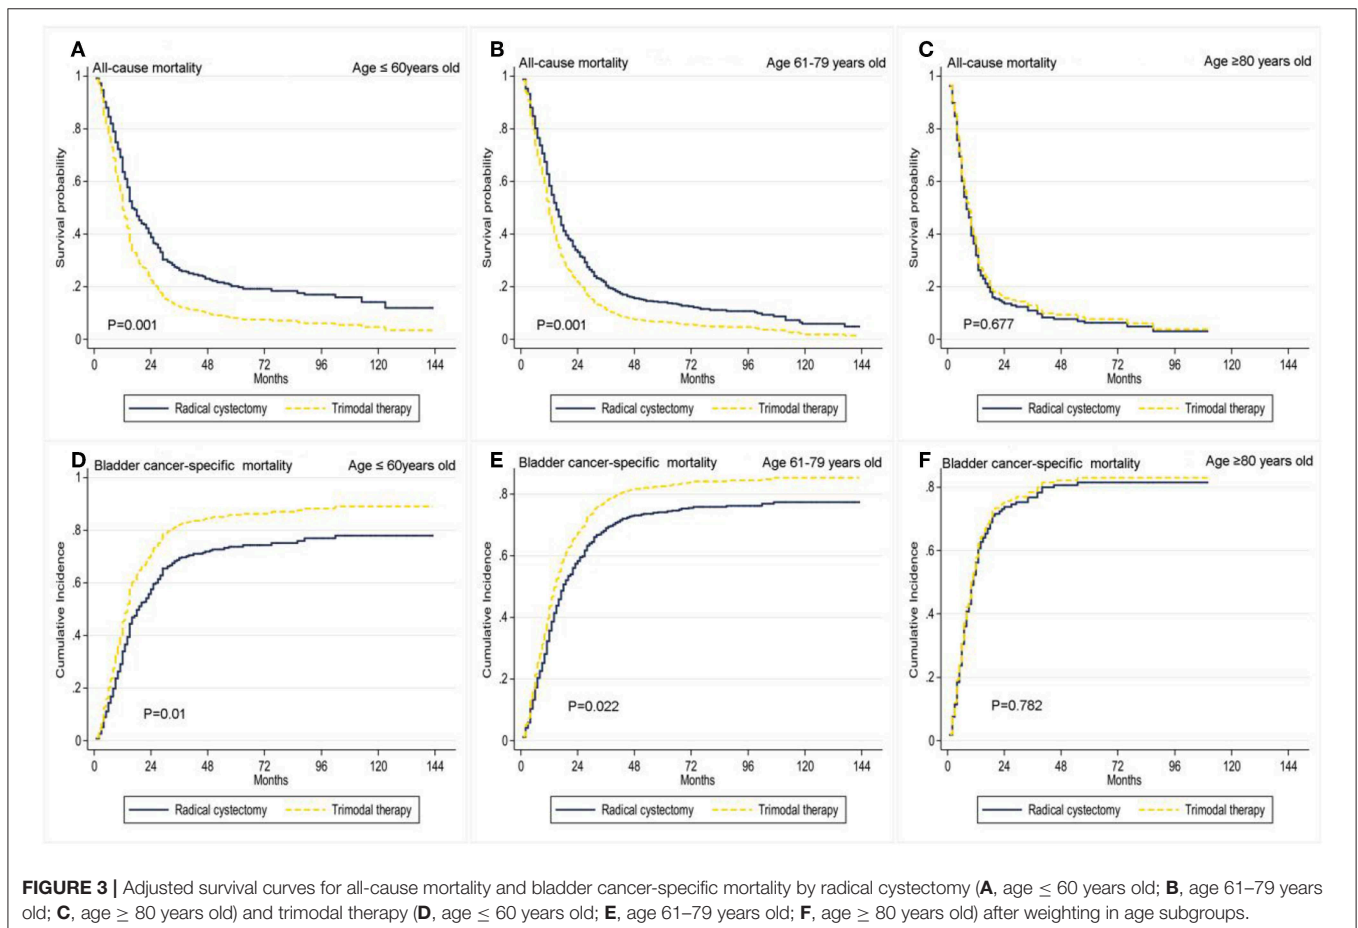 A
All-cause mortality Age ≤ 60years old
1
.8
.6
.4
.2
0
Survival probability
P=0.001
0 24 48 72 96 120 144
Months
Radical cystectomy Trimodal therapy
B
All-cause mortality Age 61-79 years old
1
.8
.6
.4
.2
0
Survival probability
P=0.001
0 24 48 72 96 120 144
Months
Radical cystectomy Trimodal therapy
C
All-cause mortality Age ≥80 years old
1
.8
.6
.4
.2
0
Survival probability
P=0.677
0 24 48 72 96 120 144
Months
Radical cystectomy Trimodal therapy
D
Bladder cancer-specific mortality Age ≤ 60years old
1
.8
.6
.4
.2
0
Cumulative Incidence
P=0.01
0 24 48 72 96 120 144
Months
Radical cystectomy Trimodal therapy
E
Bladder cancer-specific mortality Age 61-79 years old
.8
.6
.4
.2
0
Cumulative Incidence
P=0.022
0 24 48 72 96 120 144
Months
Radical cystectomy Trimodal therapy
F
Bladder cancer-specific mortality Age ≥80 years old
.8
.6
.4
.2
0
Cumulative Incidence
P=0.782
0 24 48 72 96 120 144
Months
Radical cystectomy Trimodal therapy
FIGURE 3 | Adjusted survival curves for all-cause mortality and bladder cancer-specific mortality by radical cystectomy (A, age ≤ 60 years old; B, age 61–79 years
old; C, age ≥ 80 years old) and trimodal therapy (D, age ≤ 60 years old; E, age 61–79 years old; F, age ≥ 80 years old) after weighting in age subgroups.